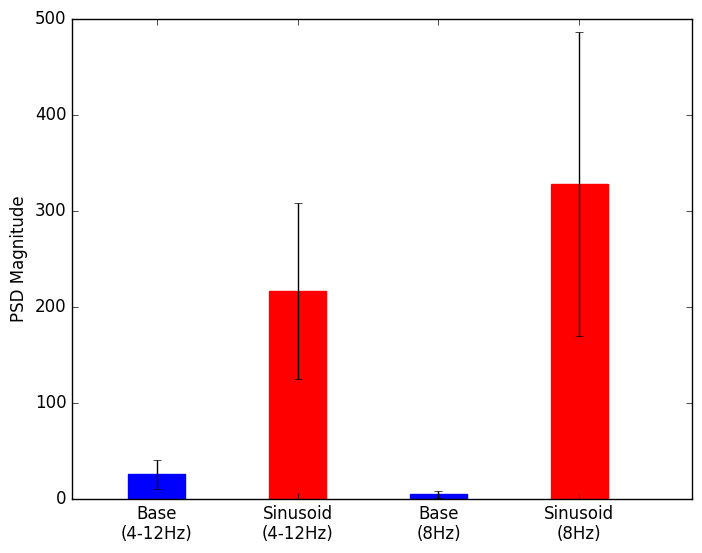 500
400
300
200
100
0
PSD Magnitude
Base Sinusoid Base Sinusoid
(4-12Hz) (4-12Hz) (8Hz) (8Hz)